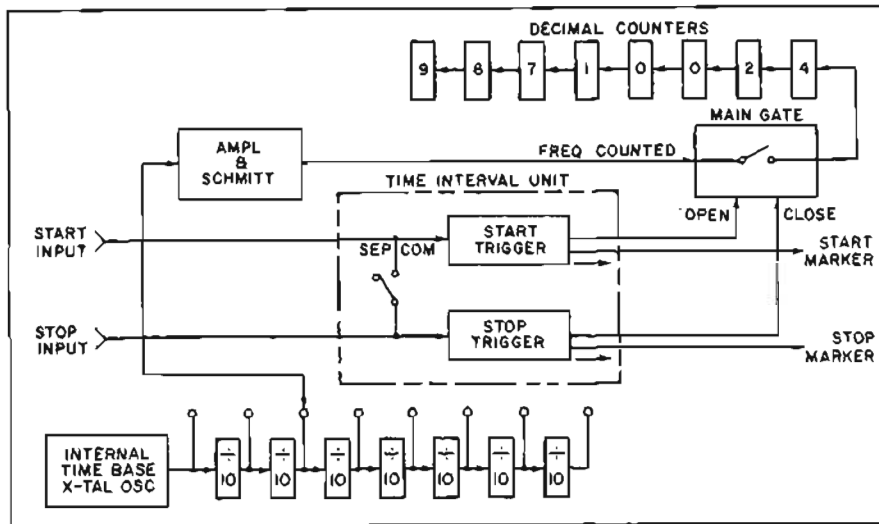 DECIMAL COUNTERS
9 8 7 1 0 0 2 4
MAIN GATE
AMPL
&
SCHMITT
FREQ COUNTED
TIME INTERVAL UNIT
OPEN
CLOSE
START
INPUT
SEP
COM
START
TRIGGER
START
MARKER
STOP
INPUT
STOP
TRIGGER
STOP
MARKER
INTERNAL
TIME BASE
X-TAL OSC
÷ ÷ ÷ ÷ ÷ ÷ ÷
10 10 10 10 10 10 10